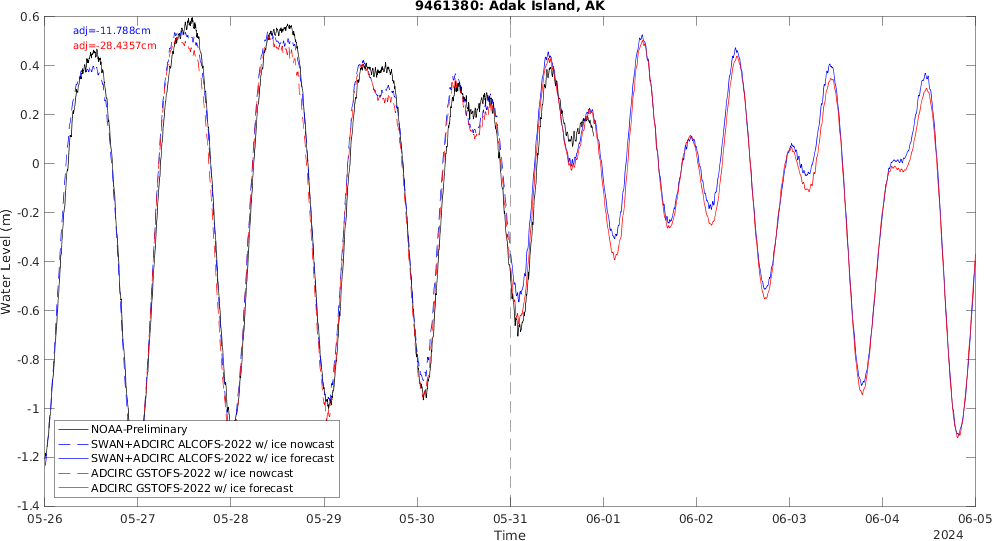 9461380: Adak Island, AK
adj=-11.788cm
adj=-28.4357cm
0.6
0.4
0.2
0
-0.2
-0.4
-0.6
-0.8
-1
-1.2
-1.4
Water Level (m)
NOAA-Preliminary
SWAN+ADCIRC ALCOFS-2022 w/ ice nowcast
SWAN+ADCIRC ALCOFS-2022 w/ ice forecast
ADCIRC GSTOFS-2022 w/ ice nowcast
ADCIRC GSTOFS-2022 w/ ice forecast
05-26 05-27 05-28 05-29 05-30 05-31 06-01 06-02 06-03 06-04 06-05
Time
2024